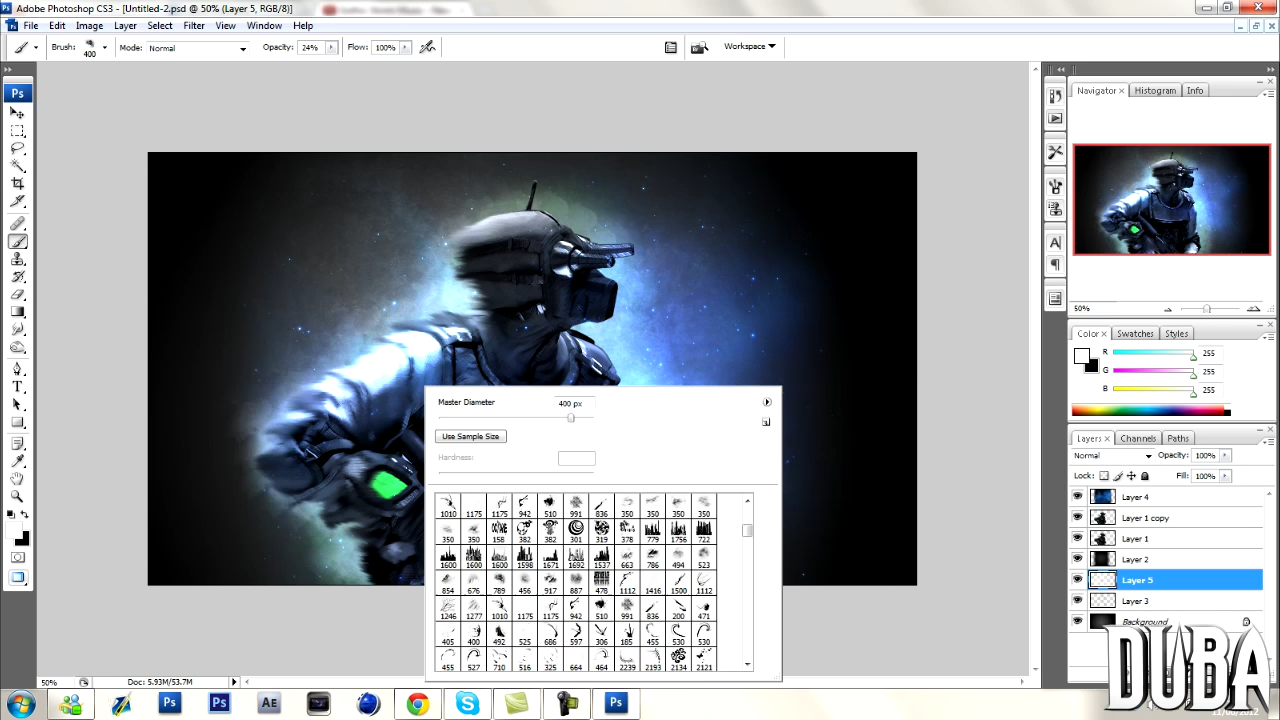 Adobe Photoshop CS3 - [Untitled-2.psd @ 50% (Layer 5, RGB/8)]
File Edit Image Layer Select Filter View Window Help
Brush: 400 Mode: Normal Opacity: 24% Flow: 100% Workspace
Ps
Navigator Histogram Info
50%
Color Swatches Styles
R 255
G 255
B 255
Layers Channels Paths
Normal Opacity: 100%
Lock: Fill: 100%
Layer 4
Layer 1 copy
Layer 1
Layer 2
Layer 5
Layer 3
Background
Master Diameter 400 px
Use Sample Size
Hardness:
1010 1175 1175 942 510 991 836 350 350 350 350
350 350 158 382 382 301 319 378 779 1756 722
1600 1600 1600 1598 1671 1692 1537 663 786 494 523
854 676 789 456 917 887 478 1112 1416 1500 1112
1246 1277 1010 1175 1175 942 510 991 836 200 471
405 400 492 525 686 597 306 185 455 530 530
455 527 710 516 325 664 464 2239 2193 2134 2121
50% Doc: 5.93M/53.7M
DUBA
Ps Ps AE Ps